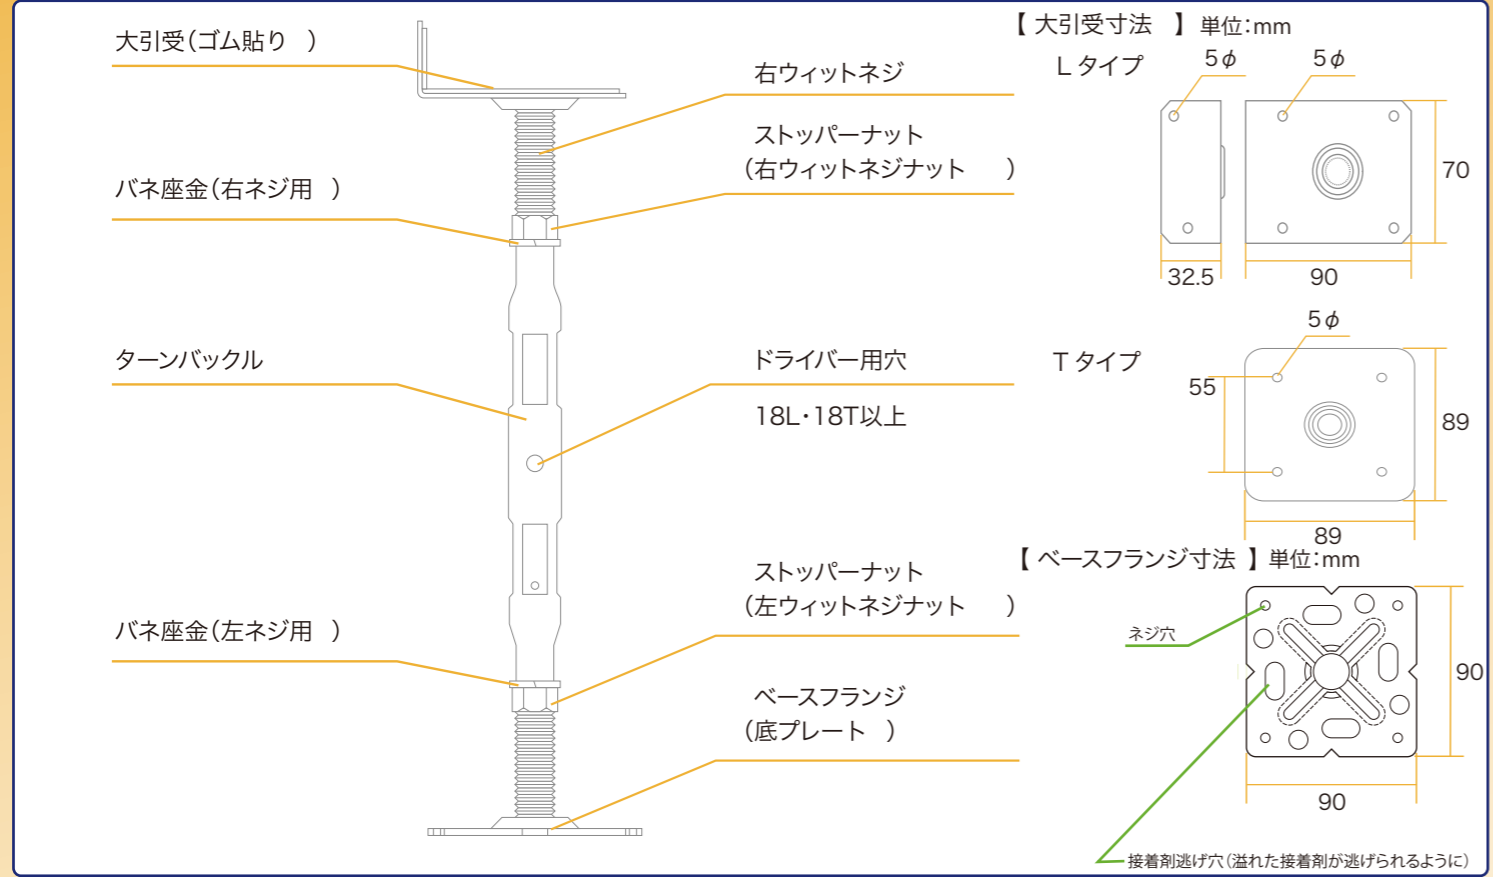 大引受(ゴム貼り )
バネ座金(右ネジ用 )
ターンバックル
バネ座金(左ネジ用 )
右ウィットネジ
ストッパーナット
(右ウィットネジナット )
ドライバー用穴
18L・18T以上
ストッパーナット
(左ウィットネジナット )
ベースフランジ
(底プレート )
【 大引受寸法 】 単位:mm
L タイプ
5φ
5φ
70
32.5
90
T タイプ
5φ
55
89
89
【 ベースフランジ寸法 】 単位:mm
ネジ穴
90
90
接着剤逃げ穴(溢れた接着剤が逃げられるように)